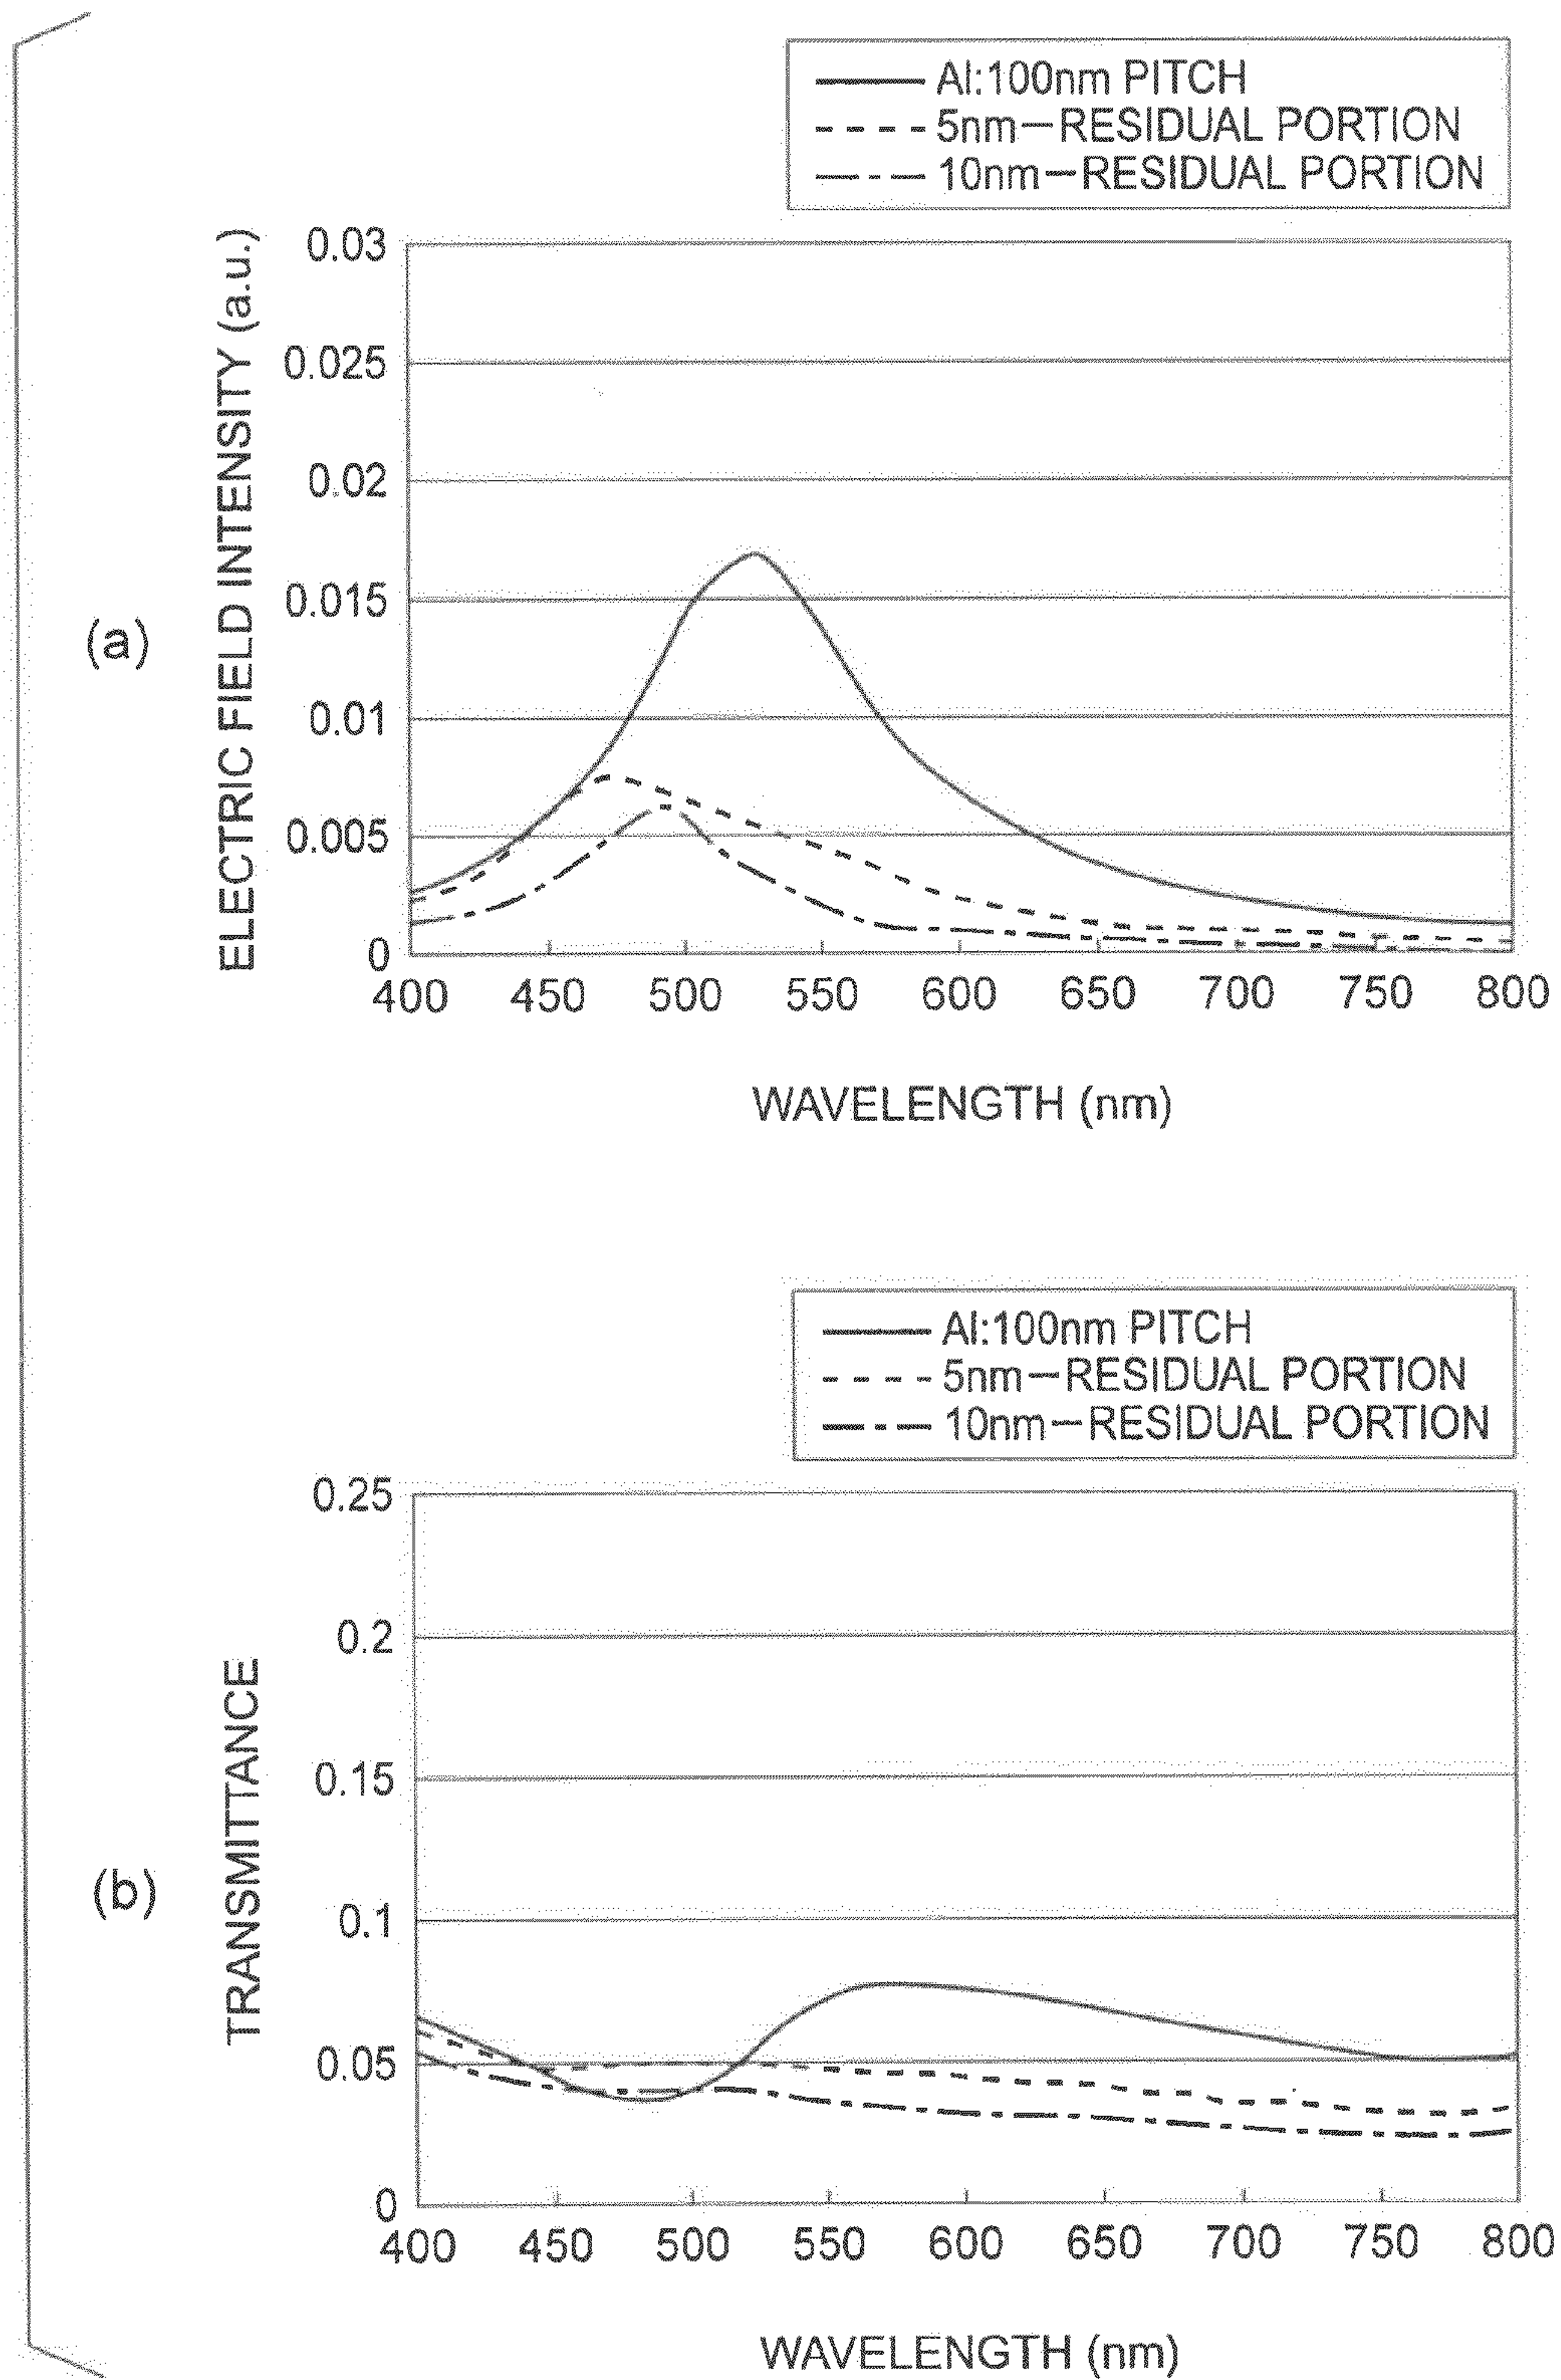 Al:100nm PITCH
5nm—RESIDUAL PORTION
10nm—RESIDUAL PORTION
(a)
ELECTRIC FIELD INTENSITY (a.u.)
0.03
0.025
0.02
0.015
0.01
0.005
0
400 450 500 550 600 650 700 750 800
WAVELENGTH (nm)
Al:100nm PITCH
5nm—RESIDUAL PORTION
10nm—RESIDUAL PORTION
(b)
TRANSMITTANCE
0.25
0.2
0.15
0.1
0.05
0
400 450 500 550 600 650 700 750 800
WAVELENGTH (nm)